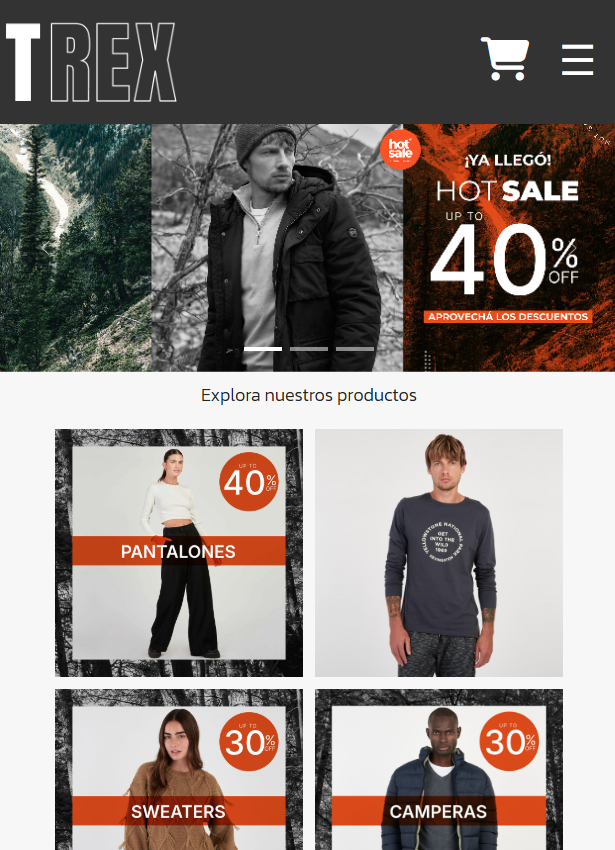 TREX
hot
sale
¡YA LLEGÓ!
HOT SALE
UP TO
40%
OFF
APROVECHÁ LOS DESCUENTOS
Explora nuestros productos
UP TO
40%
OFF
PANTALONES
YELLOWSTONE NATIONAL PARK
GET
INTO THE
WILD
FOUNDATION
UP TO
30%
OFF
SWEATERS
UP TO
30%
OFF
CAMPERAS